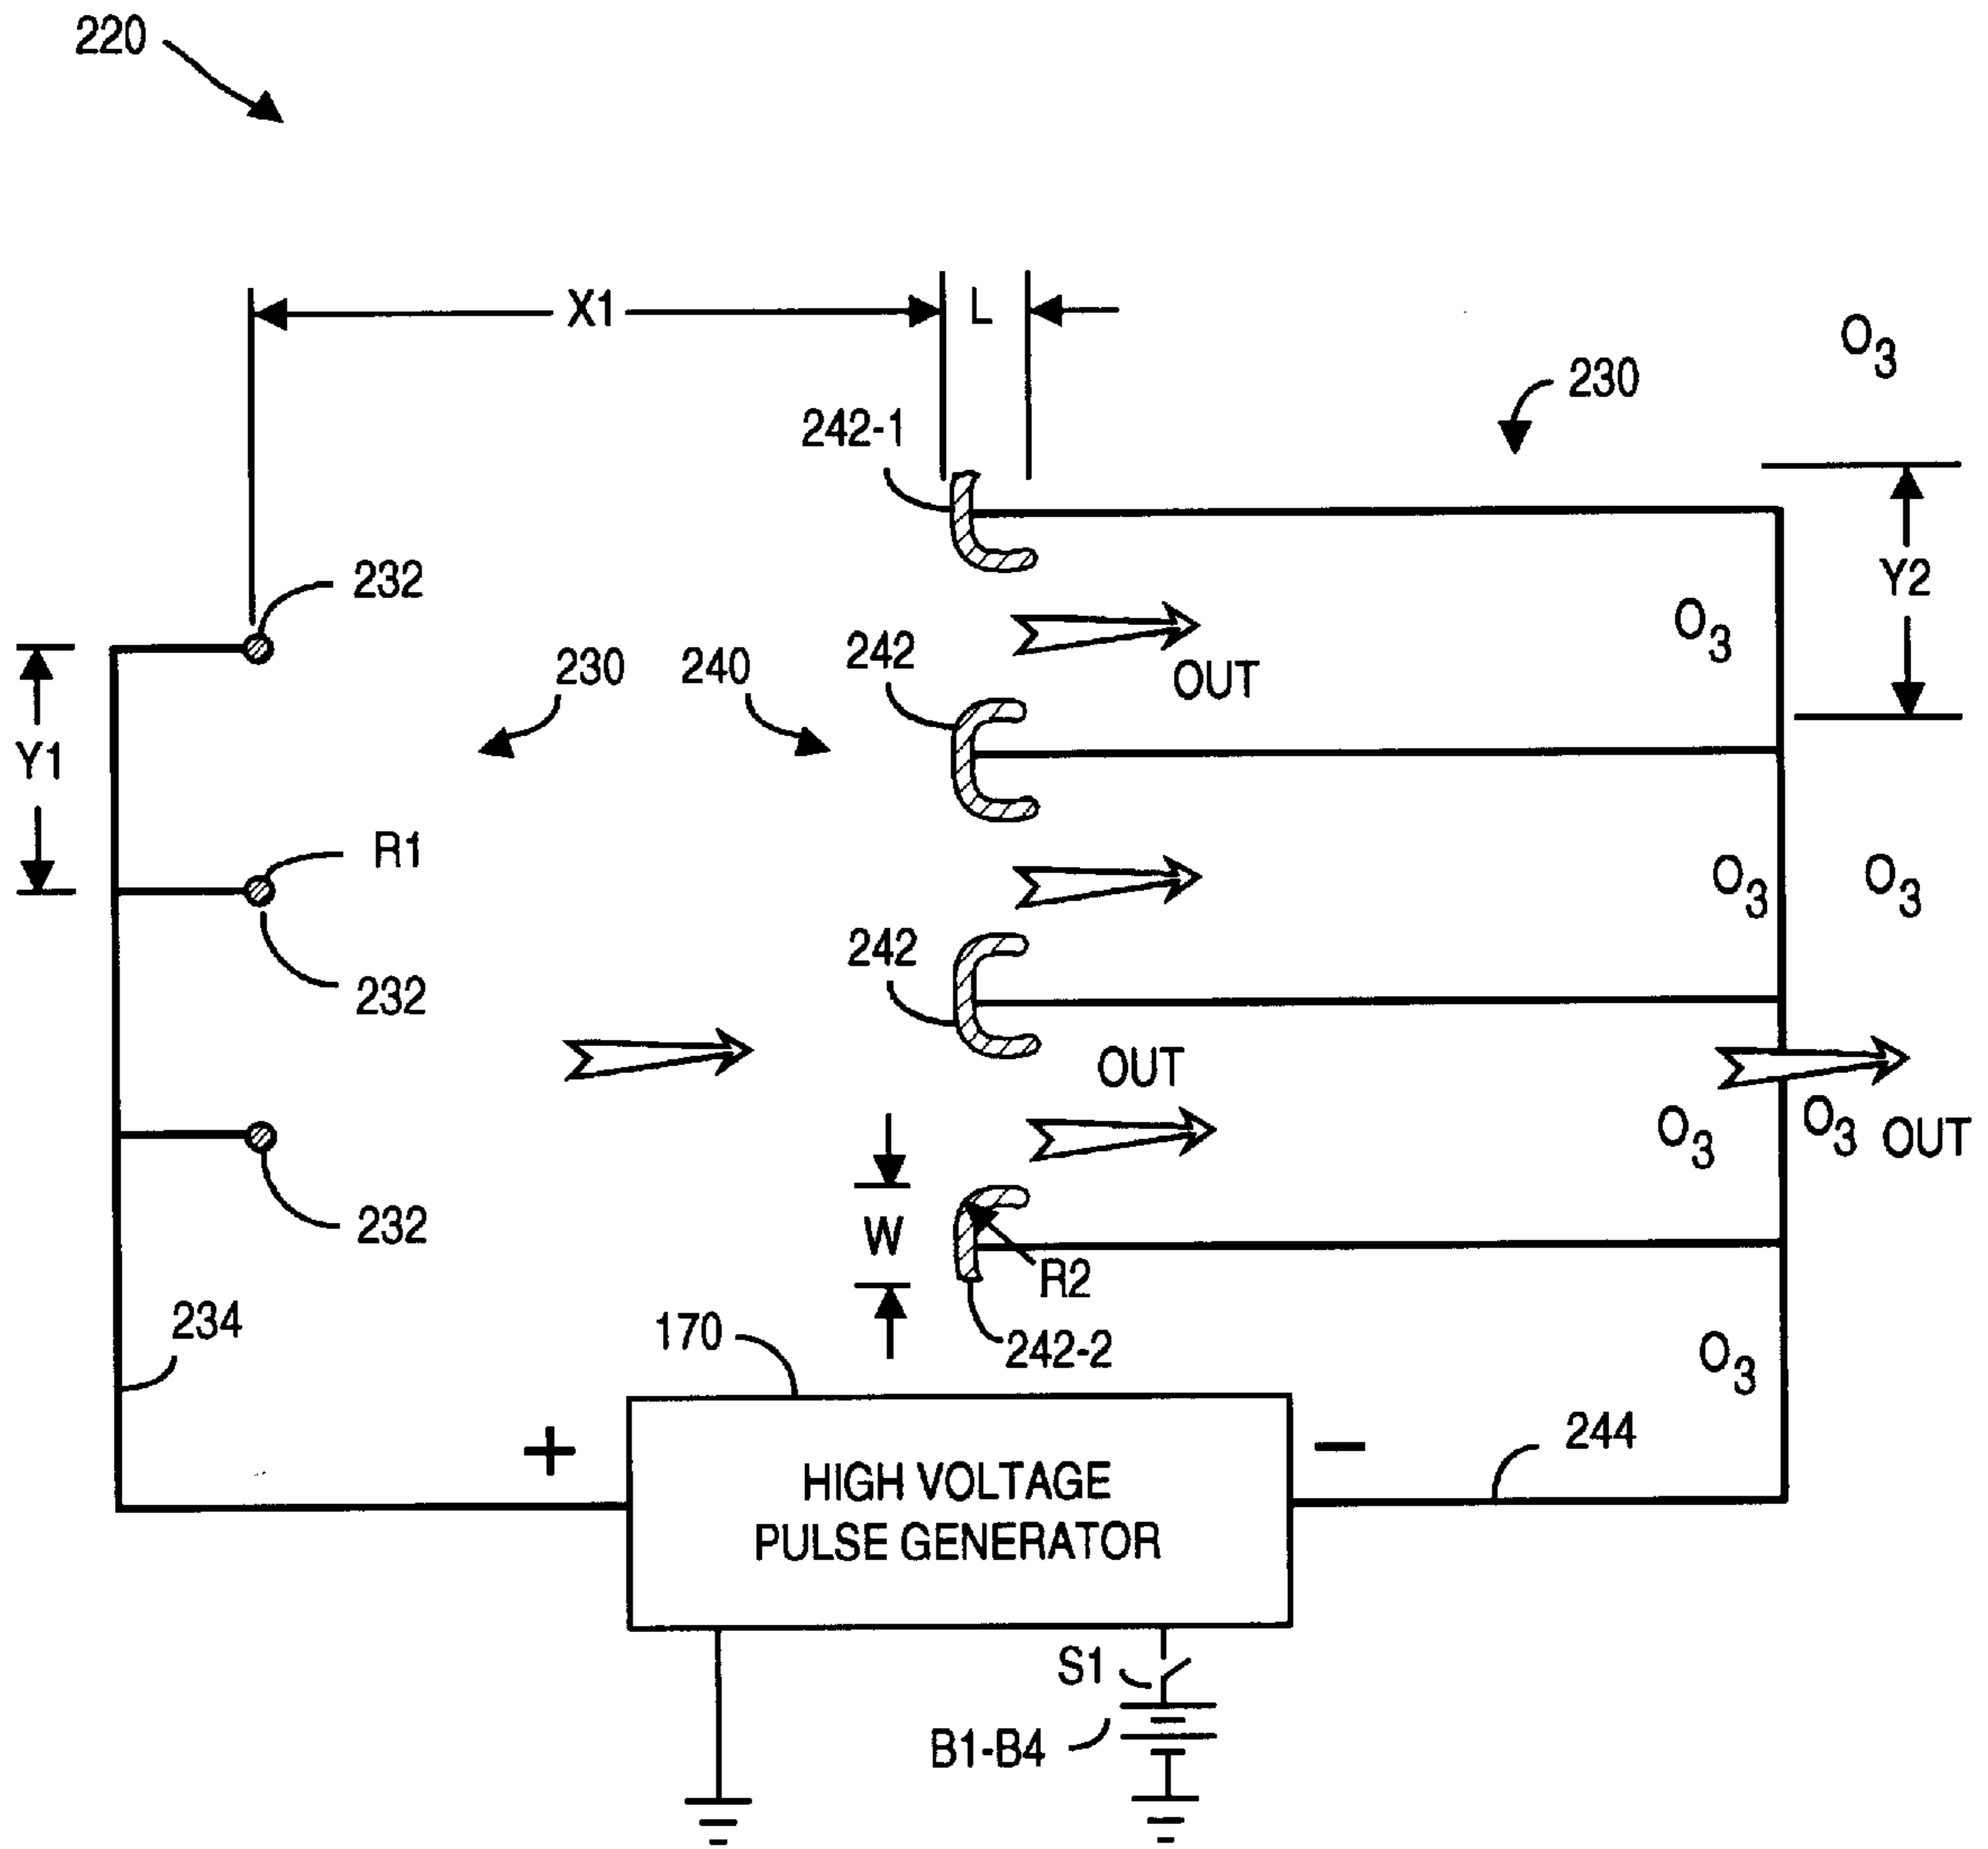 220
X1
L
O3
230
242-1
232
Y2
O3
230
240
242
OUT
Y1
R1
O3
O3
232
242
OUT
O3
O3
OUT
232
W
R2
234
170
242-2
O3
+
−
244
HIGH VOLTAGE
PULSE GENERATOR
S1
B1-B4